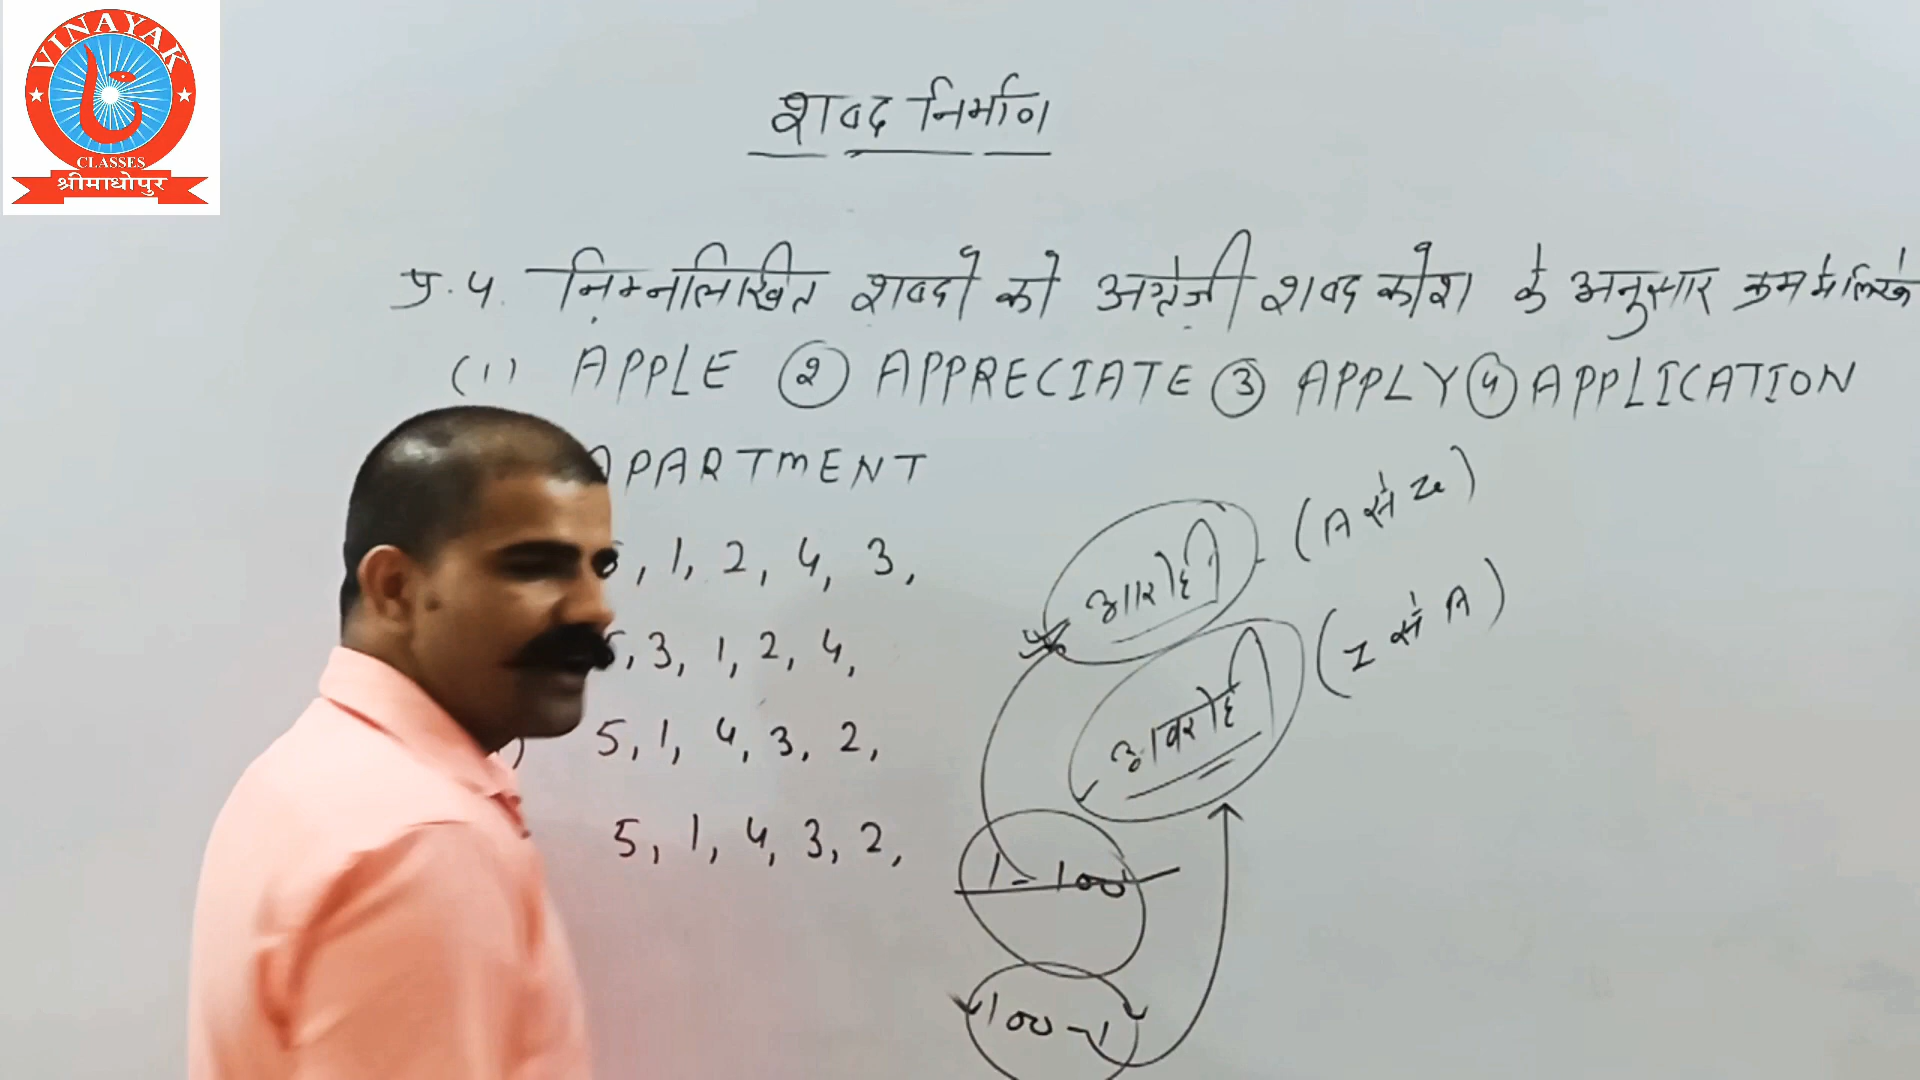 VINAYAK
CLASSES
श्रीमाधोपुर
शब्द निर्माण
प्र.4. निम्नलिखित शब्दो को अंग्रेजी शब्द कोश के अनुसार क्रम में लिखे
(1) APPLE ② APPRECIATE ③ APPLY ④ APPLICATION
APARTMENT
, 1, 2, 4, 3,
5, 3, 1, 2, 4,
) 5, 1, 4, 3, 2,
5, 1, 4, 3, 2,
आरोही - (A से Z)
अवरोही (Z से A)
1 - 100
100 - 1